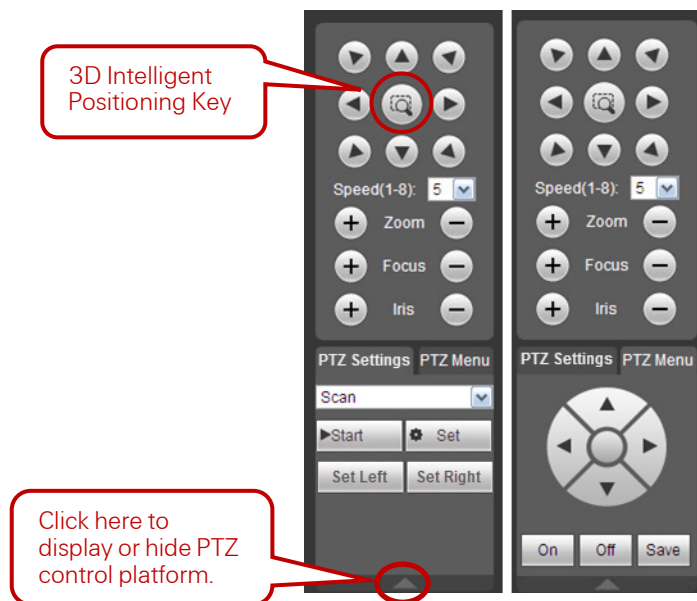 3D Intelligent
Positioning Key
Speed(1-8): 5
Zoom
Focus
Iris
PTZ Settings PTZ Menu
Scan
Start Set
Set Left Set Right
Click here to
display or hide PTZ
control platform.
Speed(1-8): 5
Zoom
Focus
Iris
PTZ Settings PTZ Menu
On Off Save